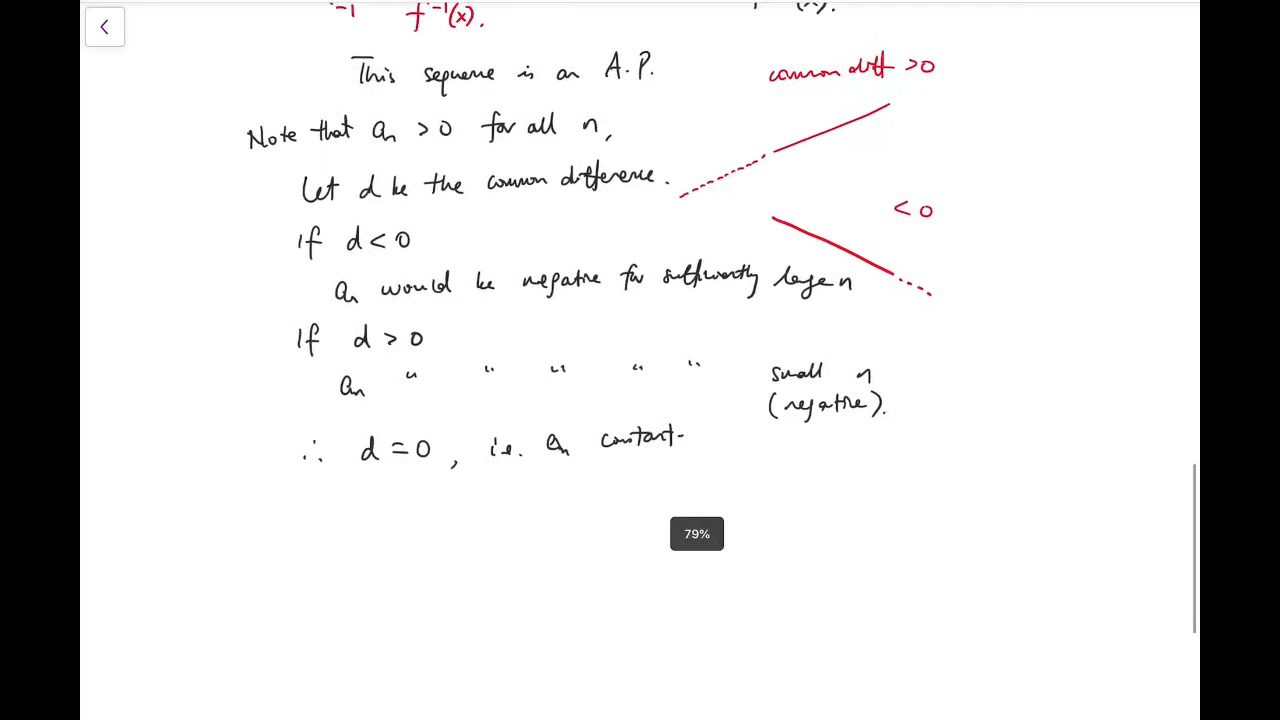 -1 f⁻¹(x). (x).
This sequence is an A.P.
common diff >0
Note that an >0 for all n,
Let d be the common difference.
<0
If d<0
an would be negative for sufficiently large n
If d>0
an " " " " " small n
(negative).
∴ d=0, i.e. an constant
79%